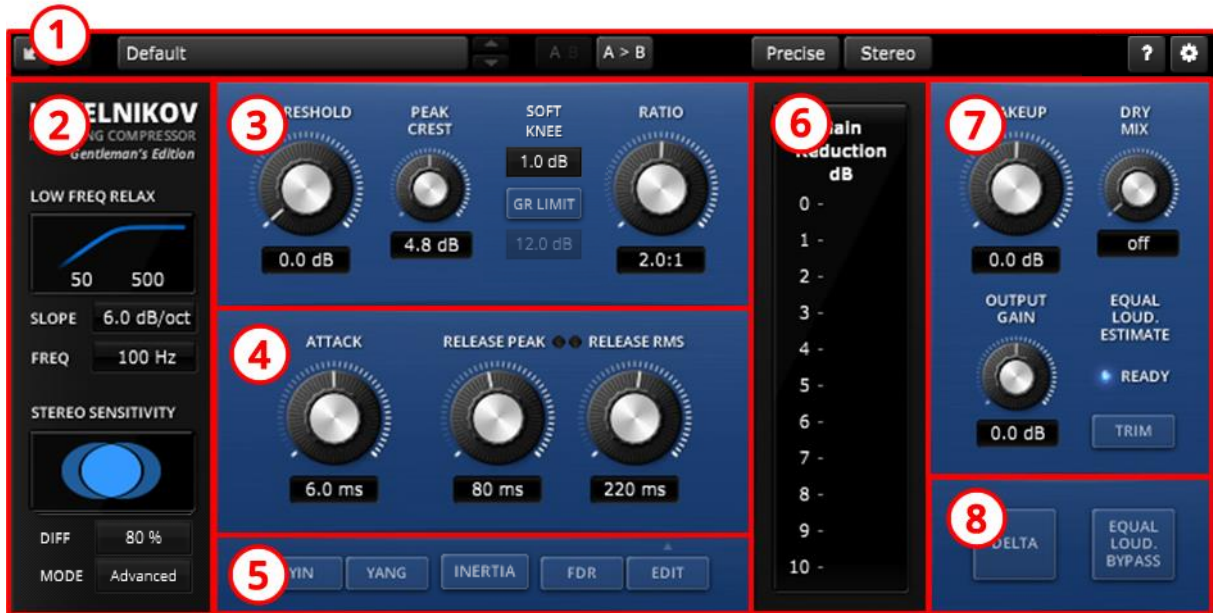 1
Default
A B
A > B
Precise
Stereo
?
2
ELNIKOV
NG COMPRESSOR
Gentleman's Edition
LOW FREQ RELAX
50 500
SLOPE 6.0 dB/oct
FREQ 100 Hz
STEREO SENSITIVITY
DIFF 80 %
MODE Advanced
3
RESHOLD
0.0 dB
PEAK
CREST
4.8 dB
SOFT
KNEE
1.0 dB
GR LIMIT
12.0 dB
RATIO
2.0:1
4
ATTACK
6.0 ms
RELEASE PEAK
80 ms
RELEASE RMS
220 ms
5
YIN
YANG
INERTIA
FDR
EDIT
6
ain
Reduction
dB
0 -
1 -
2 -
3 -
4 -
5 -
6 -
7 -
8 -
9 -
10 -
7
AKEUP
0.0 dB
DRY
MIX
off
OUTPUT
GAIN
0.0 dB
EQUAL
LOUD.
ESTIMATE
READY
TRIM
8
DELTA
EQUAL
LOUD.
BYPASS